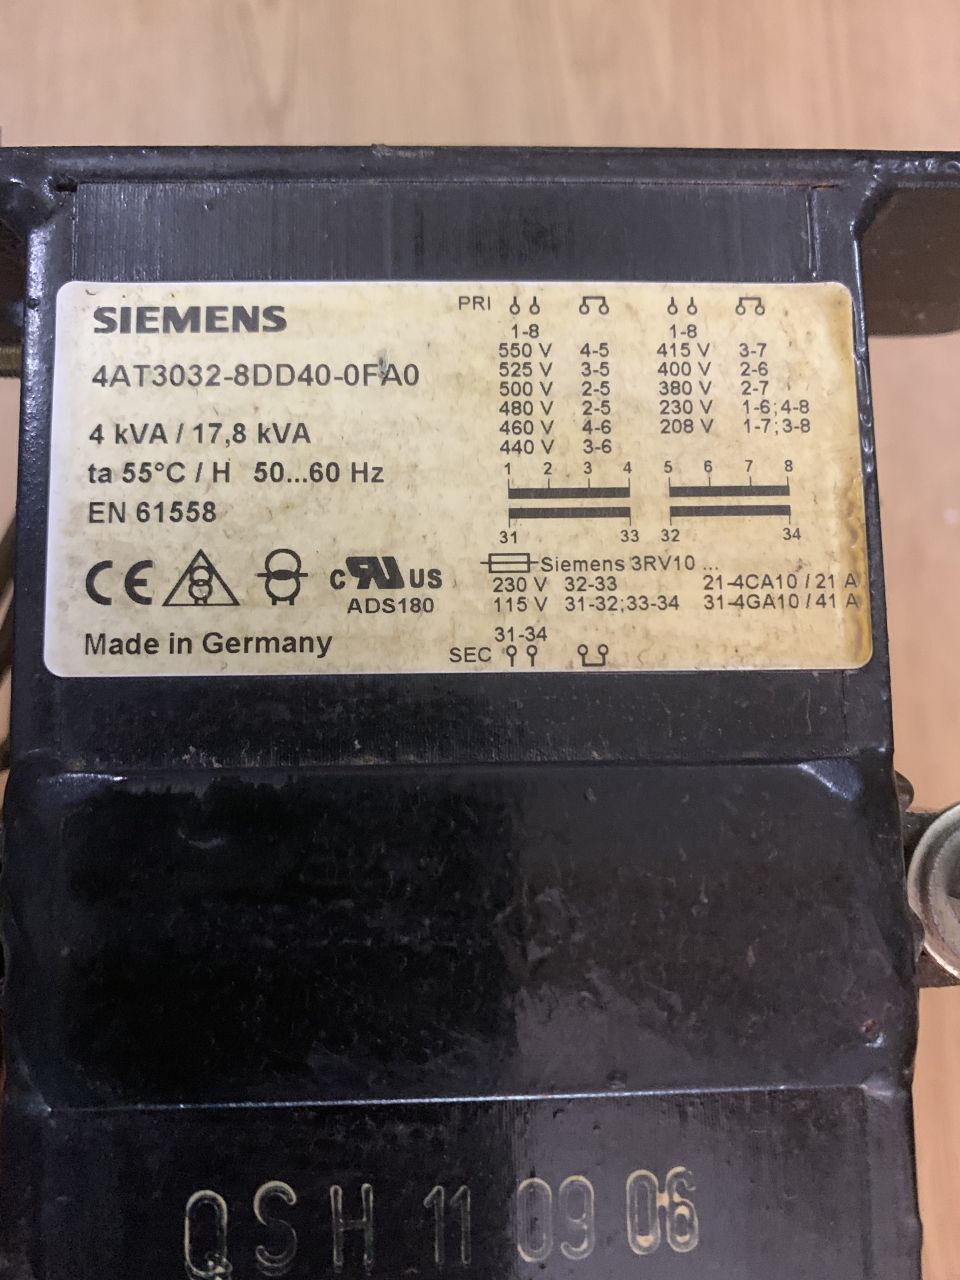 SIEMENS
4AT3032-8DD40-0FA0
4 kVA / 17,8 kVA
ta 55°C / H 50...60 Hz
EN 61558
CE
c RU US
ADS180
Made in Germany
PRI
1-8 1-8
550 V 4-5 415 V 3-7
525 V 3-5 400 V 2-6
500 V 2-5 380 V 2-7
480 V 2-5 230 V 1-6;4-8
460 V 4-6 208 V 1-7;3-8
440 V 3-6
1 2 3 4 5 6 7 8
31 33 32 34
Siemens 3RV10 ...
230 V 32-33 21-4CA10 / 21 A
115 V 31-32;33-34 31-4GA10 / 41 A
31-34
SEC
QSH 11 09 06